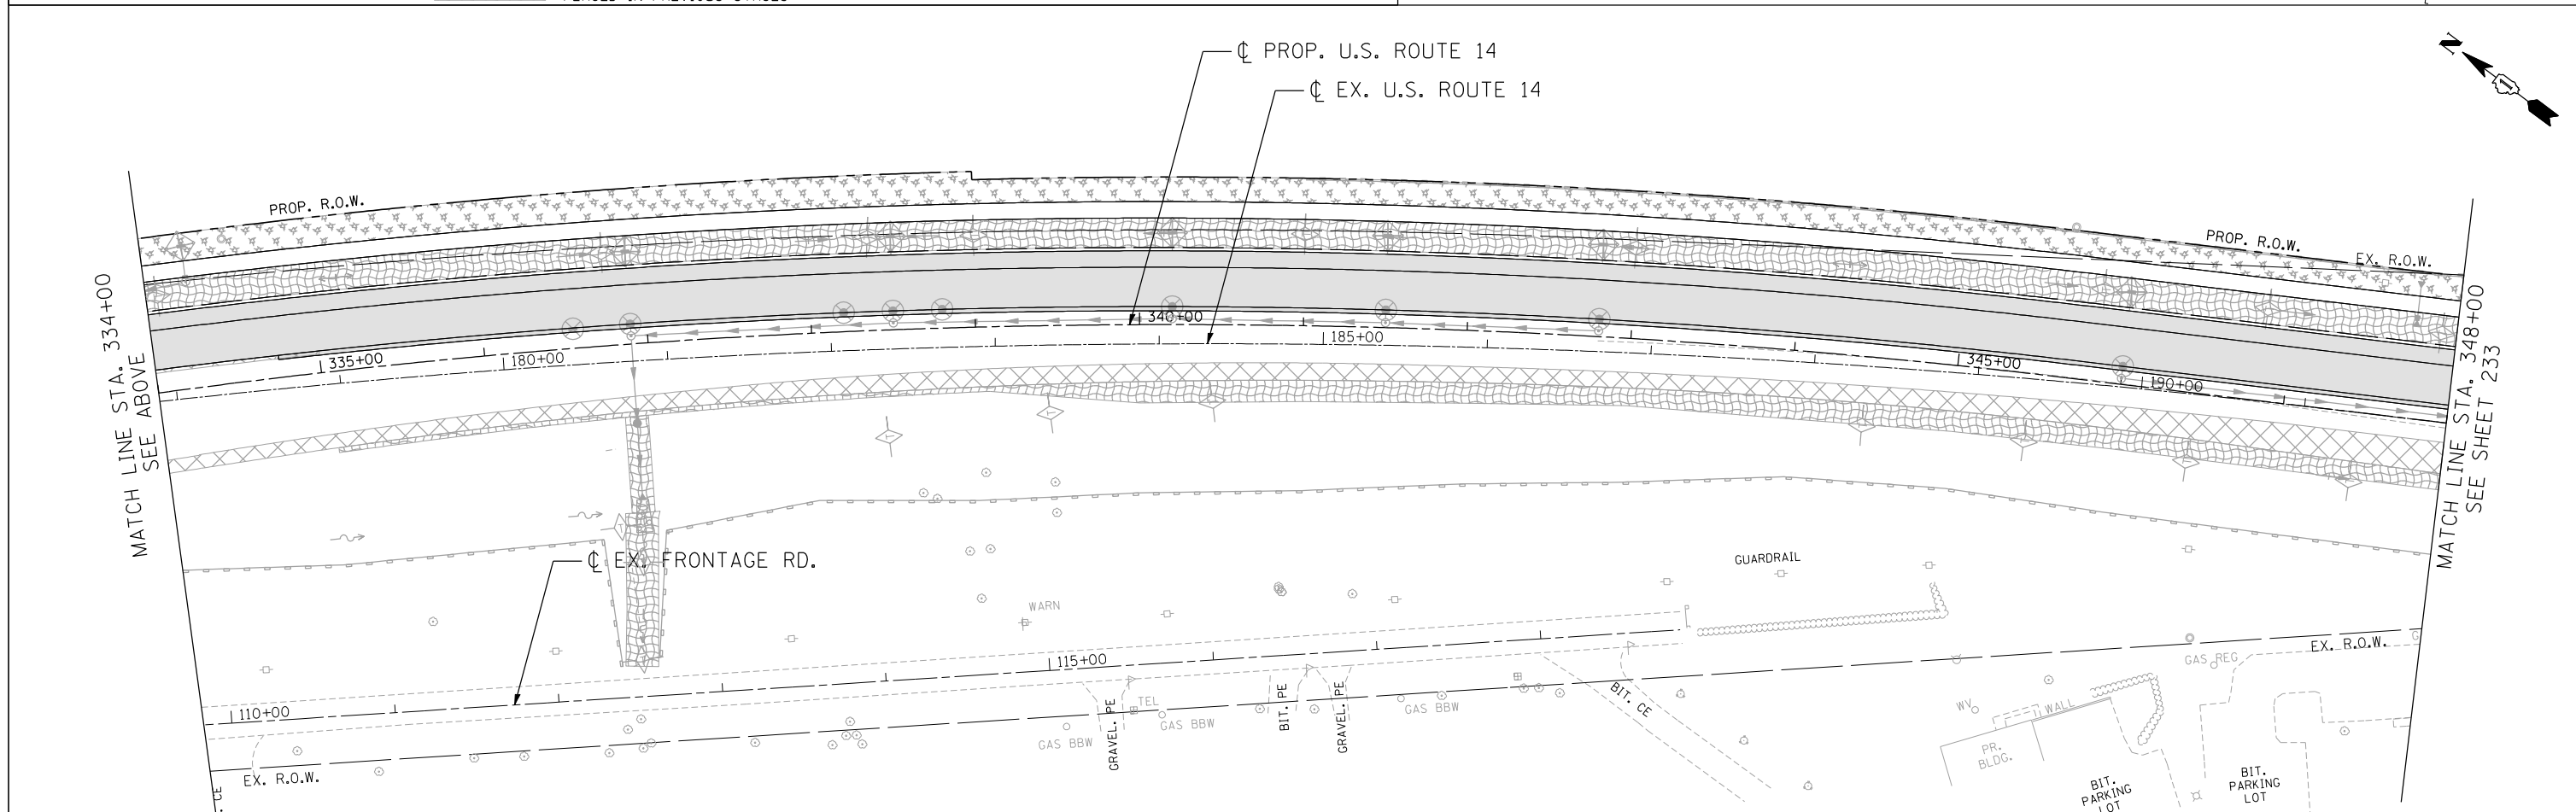 ℄ PROP. U.S. ROUTE 14
℄ EX. U.S. ROUTE 14
N
PROP. R.O.W.
PROP. R.O.W.
EX. R.O.W.
MATCH LINE STA. 334+00
SEE ABOVE
335+00
180+00
340+00
185+00
345+00
190+00
MATCH LINE STA. 348+00
SEE SHEET 233
℄ EX. FRONTAGE RD.
GUARDRAIL
WARN
110+00
115+00
EX. R.O.W.
EX. R.O.W.
GAS BBW
GRAVEL. PE
TEL
GAS BBW
BIT. PE
GRAVEL. PE
GAS BBW
BIT. CE
WV
WALL
PR.
BLDG.
GAS REG
G
BIT.
PARKING
LOT
BIT.
PARKING
LOT
. CE